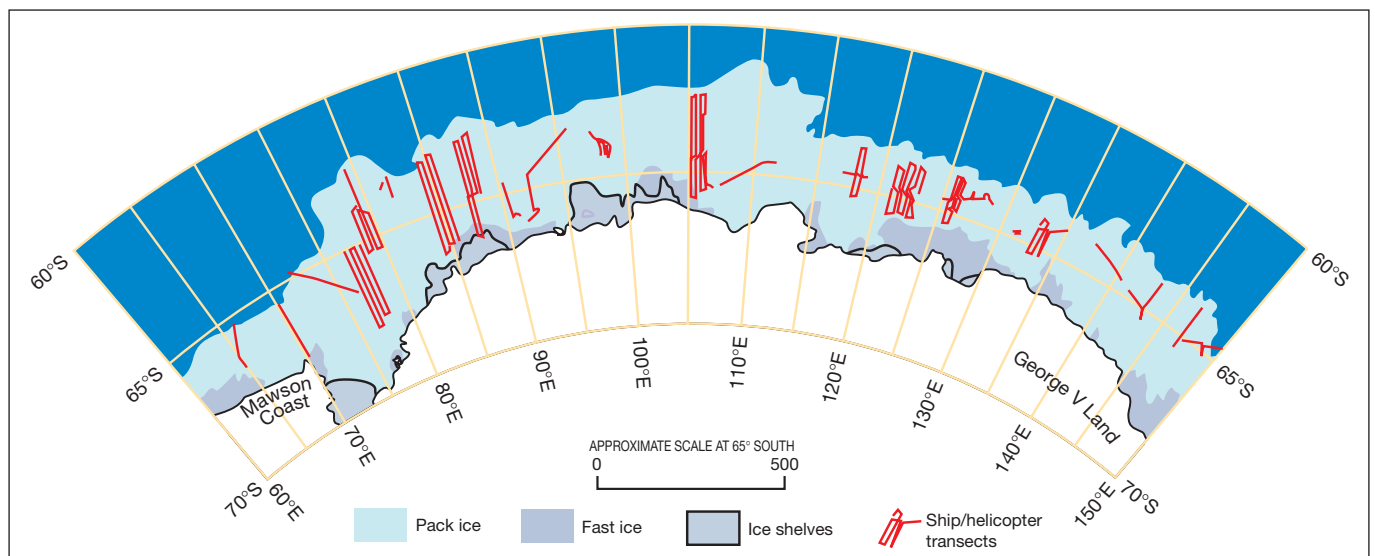 60°S
65°S
70°S
Mawson
Coast
60°E
70°E
80°E
90°E
100°E
110°E
120°E
130°E
140°E
150°E
George V Land
60°S
65°S
70°S
APPROXIMATE SCALE AT 65° SOUTH
0 500
Pack ice
Fast ice
Ice shelves
Ship/helicopter
transects